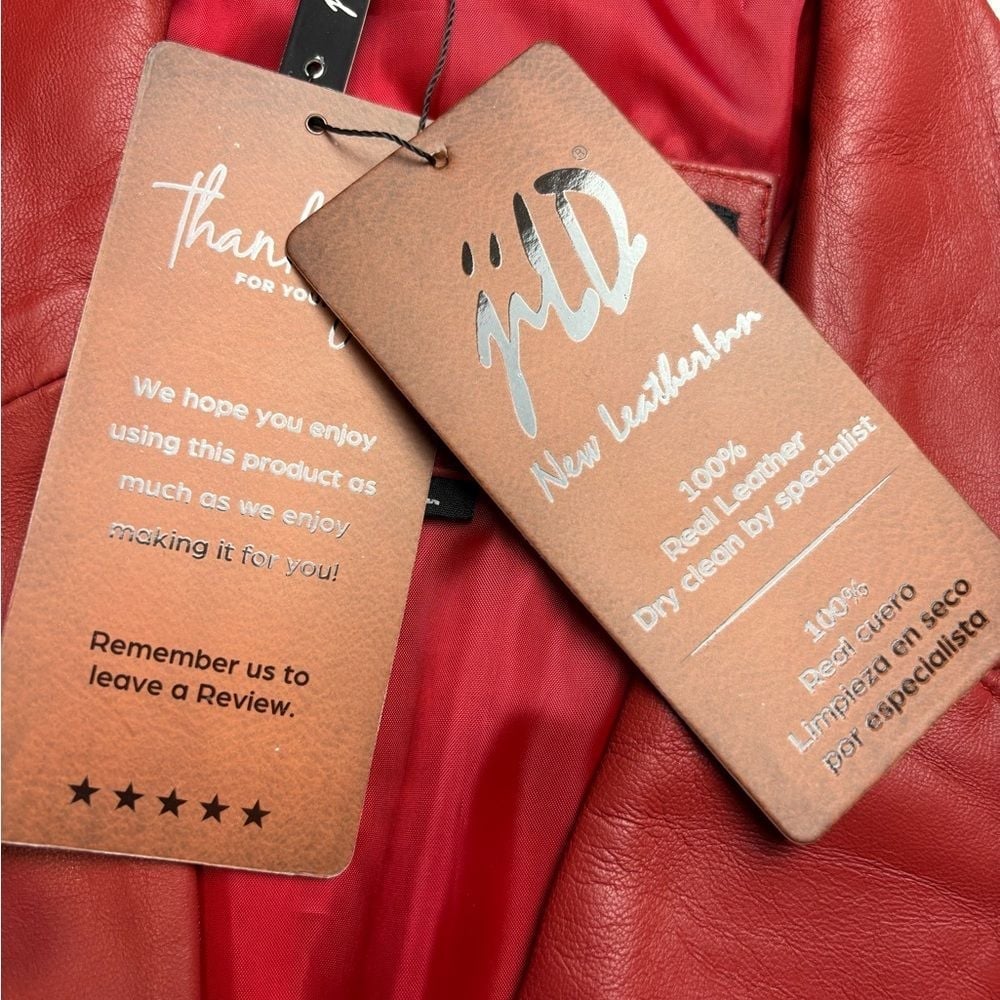 Than
FOR YOU
We hope you enjoy
using this product as
much as we enjoy
making it for you!
Remember us to
leave a Review.
★★★★★
jilD
®
New LeatherInn
100%
Real Leather
Dry clean by specialist
100%
Real cuero
Limpieza en seco
por especialista